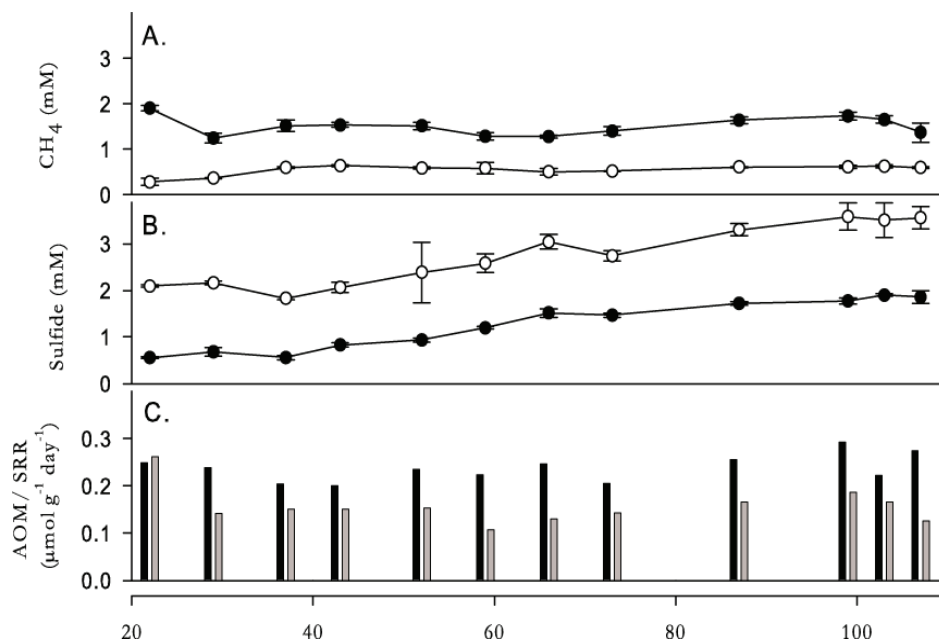 A.
3
2
1
0
CH₄ (mM)
B.
3
2
1
0
Sulfide (mM)
C.
0.3
0.2
0.1
0.0
AOM/ SRR
(μmol g⁻¹ day⁻¹)
20 40 60 80 100